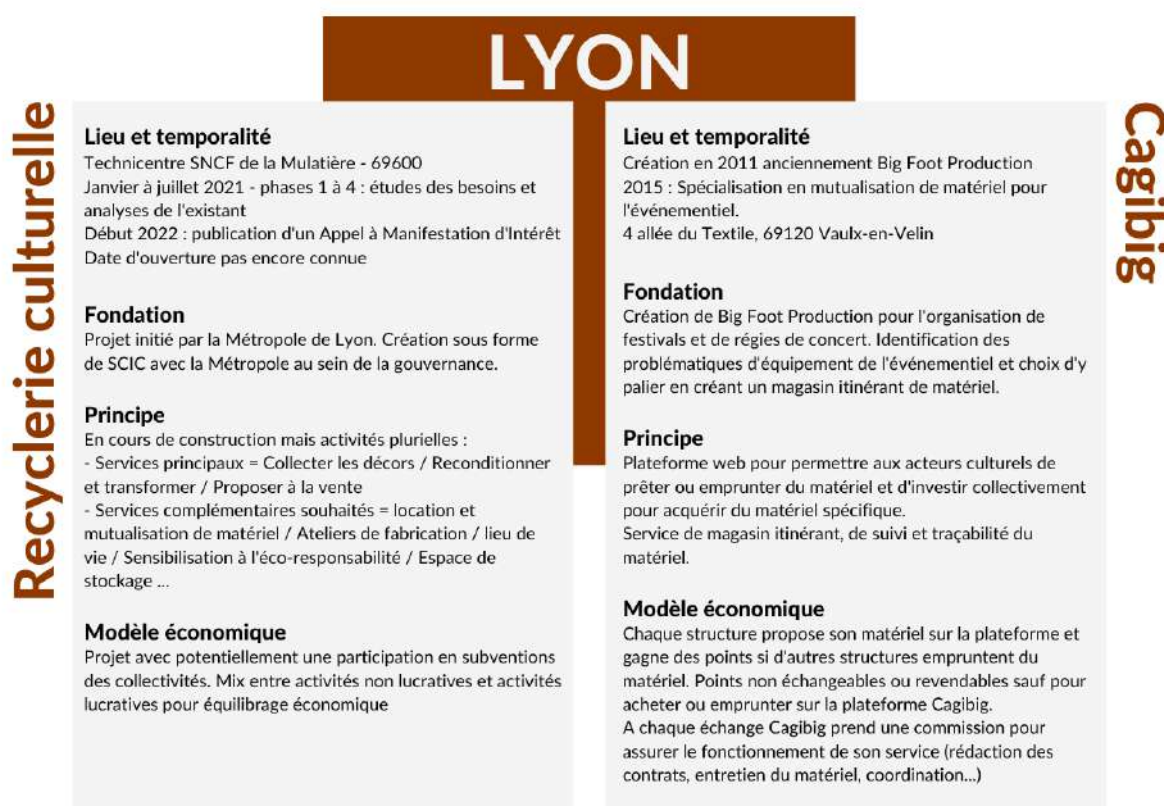 LYON
Recyclerie culturelle
Lieu et temporalité
Technicentre SNCF de la Mulatière - 69600
Janvier à juillet 2021 - phases 1 à 4 : études des besoins et
analyses de l'existant
Début 2022 : publication d'un Appel à Manifestation d'Intérêt
Date d'ouverture pas encore connue
Fondation
Projet initié par la Métropole de Lyon. Création sous forme
de SCIC avec la Métropole au sein de la gouvernance.
Principe
En cours de construction mais activités plurielles :
- Services principaux = Collecter les décors / Reconditionner
et transformer / Proposer à la vente
- Services complémentaires souhaités = location et
mutualisation de matériel / Ateliers de fabrication / lieu de
vie / Sensibilisation à l'éco-responsabilité / Espace de
stockage ...
Modèle économique
Projet avec potentiellement une participation en subventions
des collectivités. Mix entre activités non lucratives et activités
lucratives pour équilibrage économique
Cagibig
Lieu et temporalité
Création en 2011 anciennement Big Foot Production
2015 : Spécialisation en mutualisation de matériel pour
l'événementiel.
4 allée du Textile, 69120 Vaulx-en-Velin
Fondation
Création de Big Foot Production pour l'organisation de
festivals et de régies de concert. Identification des
problématiques d'équipement de l'événementiel et choix d'y
palier en créant un magasin itinérant de matériel.
Principe
Plateforme web pour permettre aux acteurs culturels de
prêter ou emprunter du matériel et d'investir collectivement
pour acquérir du matériel spécifique.
Service de magasin itinérant, de suivi et traçabilité du
matériel.
Modèle économique
Chaque structure propose son matériel sur la plateforme et
gagne des points si d'autres structures empruntent du
matériel. Points non échangeables ou revendables sauf pour
acheter ou emprunter sur la plateforme Cagibig.
A chaque échange Cagibig prend une commission pour
assurer le fonctionnement de son service (rédaction des
contrats, entretien du matériel, coordination...)